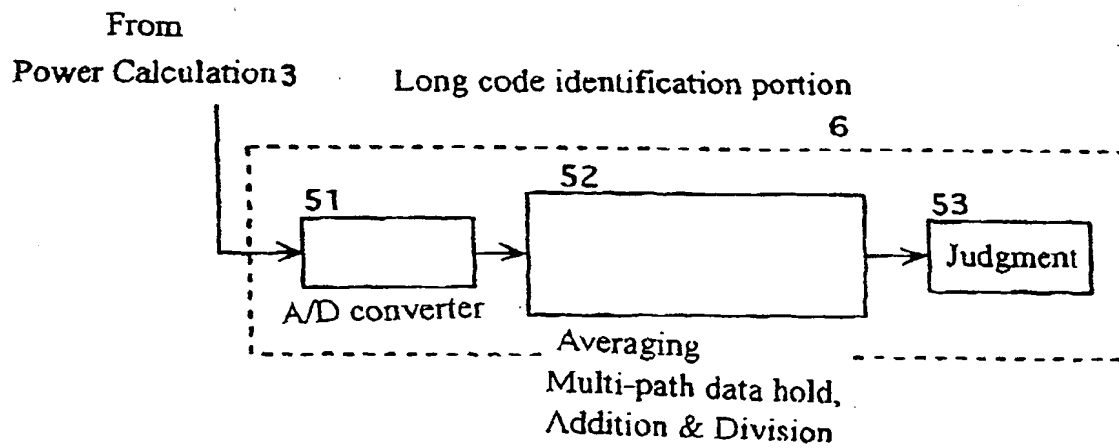 From
Power Calculation 3
Long code identification portion
6
51
52
53
Judgment
A/D converter
Averaging
Multi-path data hold,
Addition & Division